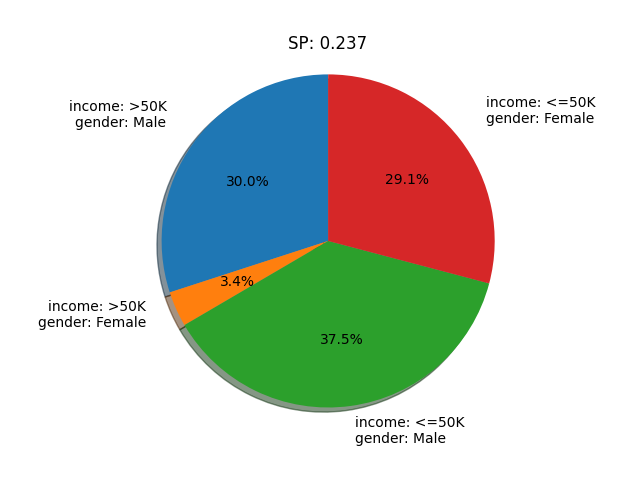 SP: 0.237
income: >50K
gender: Male
30.0%
income: <=50K
gender: Female
29.1%
income: >50K
gender: Female
3.4%
37.5%
income: <=50K
gender: Male